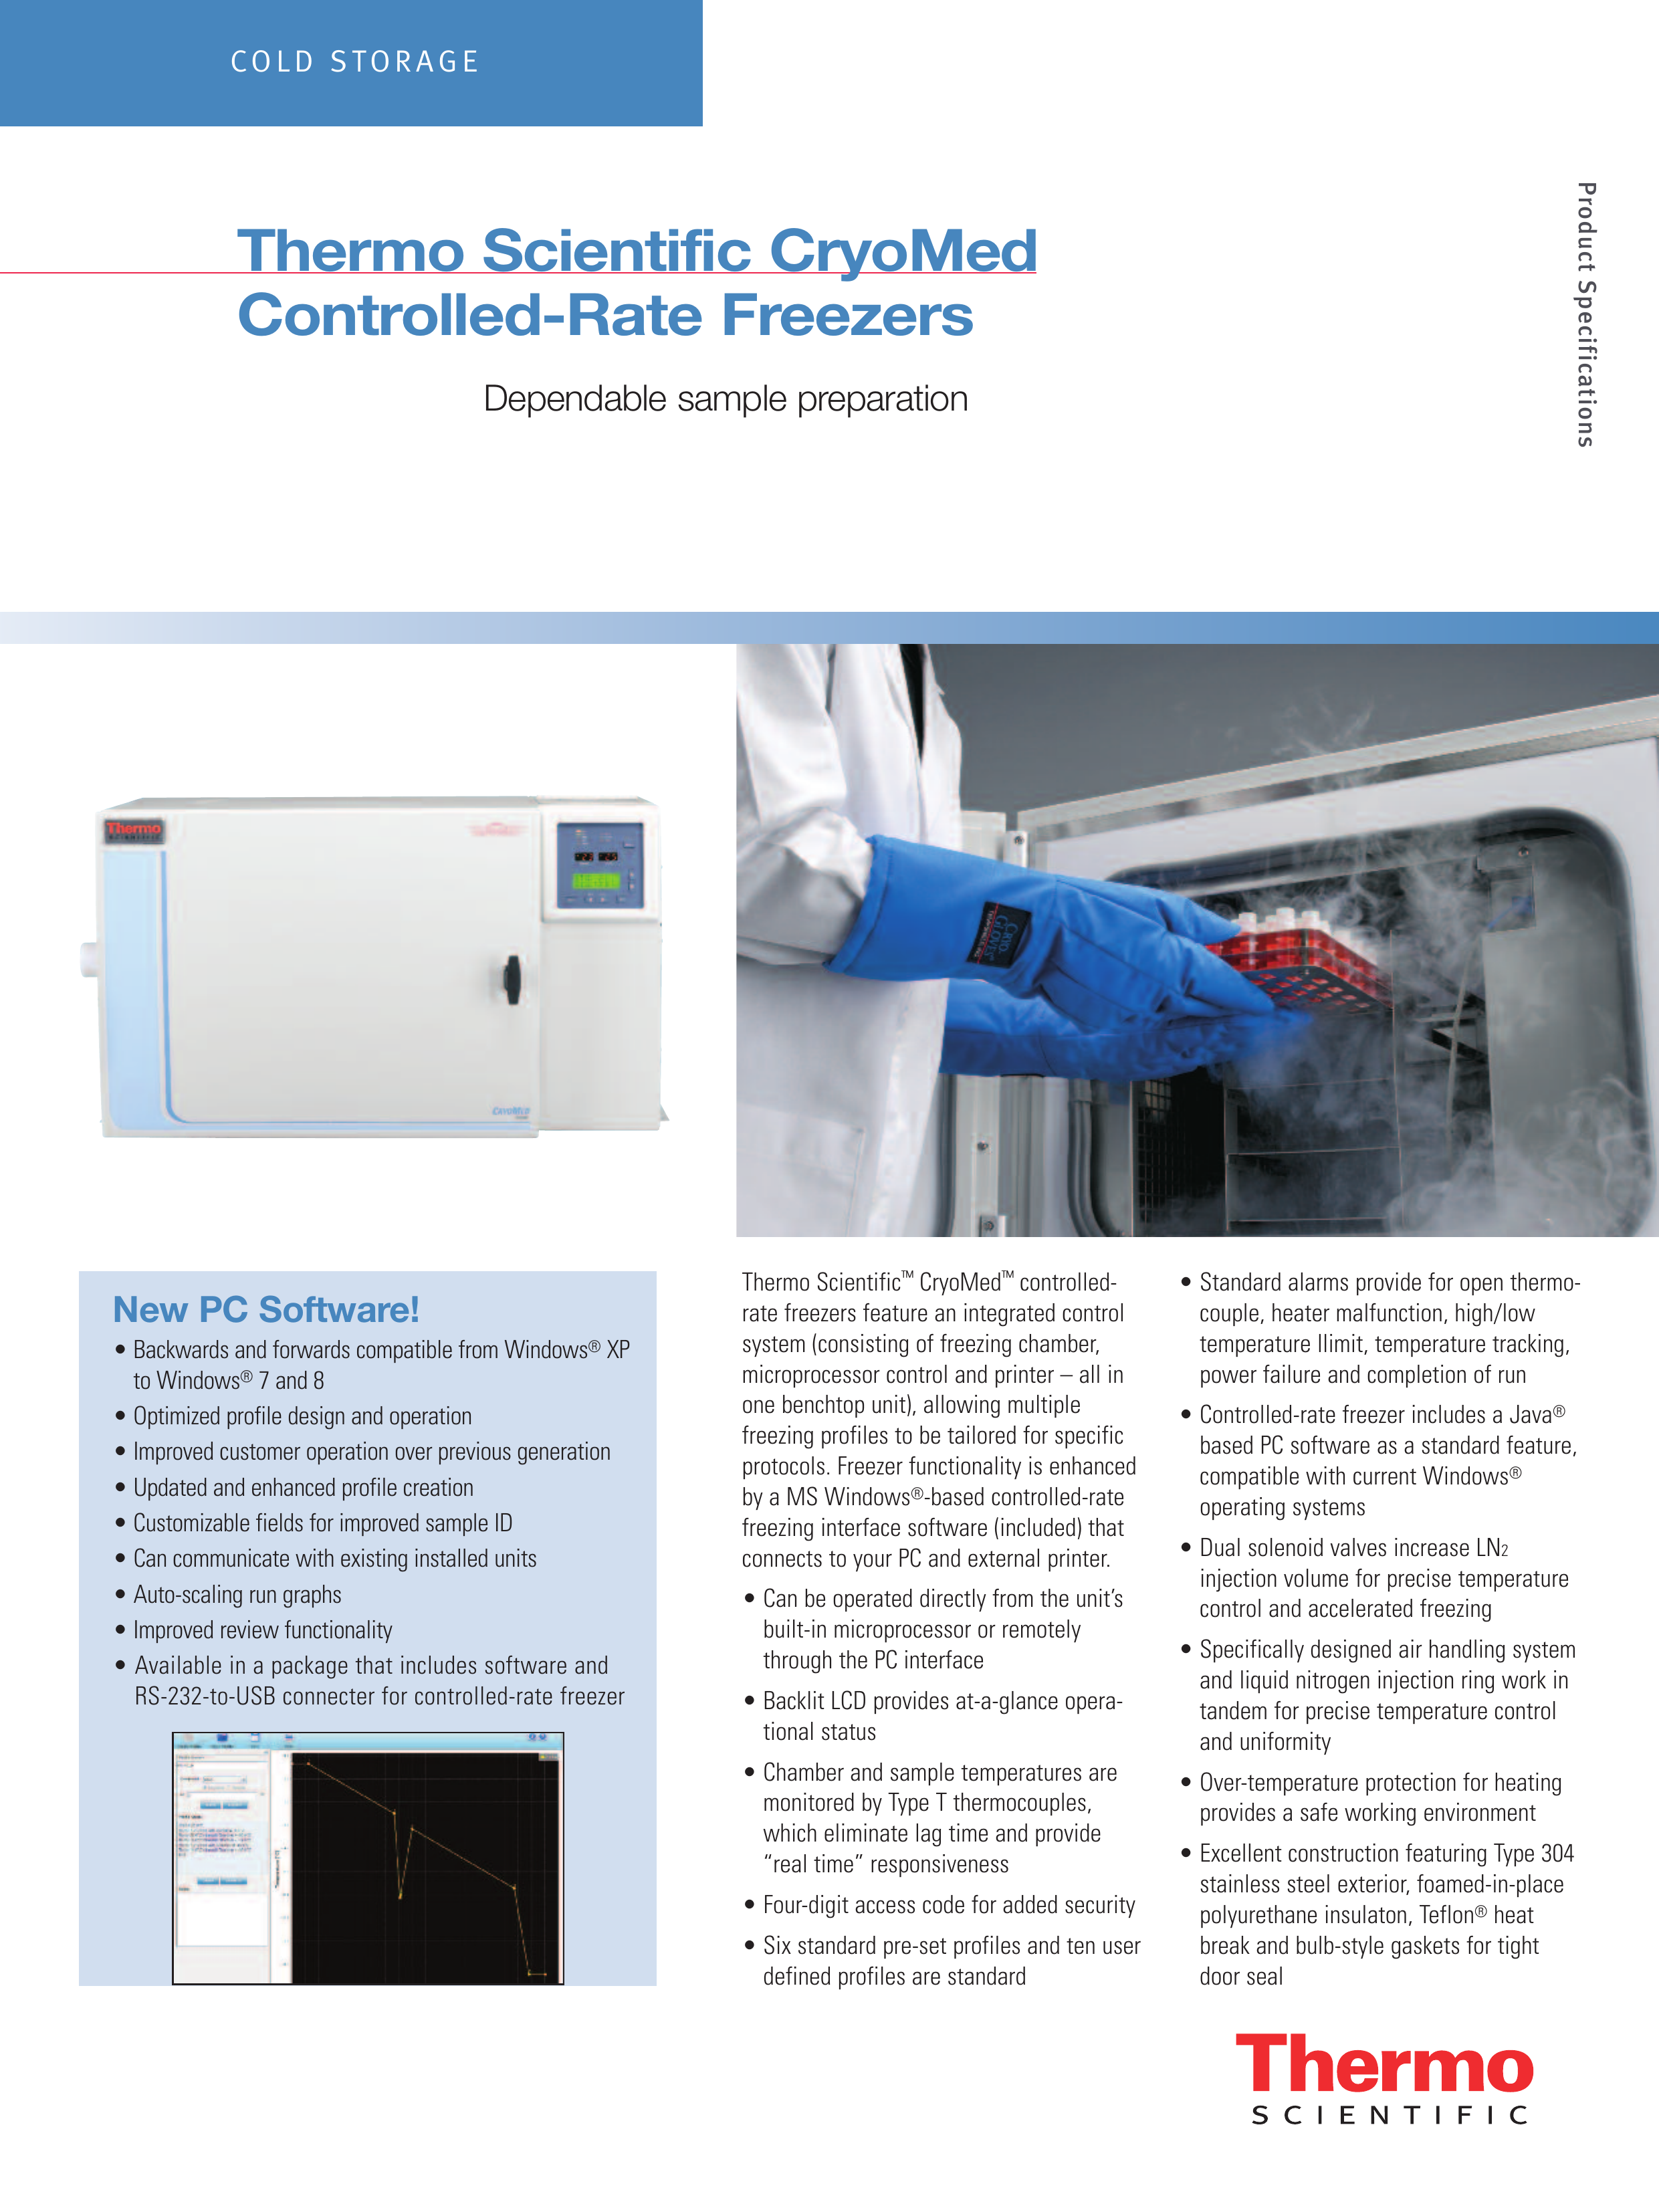 COLD STORAGE
Product Specifications
Thermo Scientific CryoMed
Controlled-Rate Freezers
Dependable sample preparation
Thermo
SCIENTIFIC
CRYOMED
CRYO-
GLOVES®
New PC Software!
• Backwards and forwards compatible from Windows® XP
to Windows® 7 and 8
• Optimized profile design and operation
• Improved customer operation over previous generation
• Updated and enhanced profile creation
• Customizable fields for improved sample ID
• Can communicate with existing installed units
• Auto-scaling run graphs
• Improved review functionality
• Available in a package that includes software and
RS-232-to-USB connecter for controlled-rate freezer
Thermo Scientific™ CryoMed™ controlled-
rate freezers feature an integrated control
system (consisting of freezing chamber,
microprocessor control and printer – all in
one benchtop unit), allowing multiple
freezing profiles to be tailored for specific
protocols. Freezer functionality is enhanced
by a MS Windows®-based controlled-rate
freezing interface software (included) that
connects to your PC and external printer.
• Can be operated directly from the unit’s
built-in microprocessor or remotely
through the PC interface
• Backlit LCD provides at-a-glance opera-
tional status
• Chamber and sample temperatures are
monitored by Type T thermocouples,
which eliminate lag time and provide
“real time” responsiveness
• Four-digit access code for added security
• Six standard pre-set profiles and ten user
defined profiles are standard
• Standard alarms provide for open thermo-
couple, heater malfunction, high/low
temperature Llimit, temperature tracking,
power failure and completion of run
• Controlled-rate freezer includes a Java®
based PC software as a standard feature,
compatible with current Windows®
operating systems
• Dual solenoid valves increase LN2
injection volume for precise temperature
control and accelerated freezing
• Specifically designed air handling system
and liquid nitrogen injection ring work in
tandem for precise temperature control
and uniformity
• Over-temperature protection for heating
provides a safe working environment
• Excellent construction featuring Type 304
stainless steel exterior, foamed-in-place
polyurethane insulaton, Teflon® heat
break and bulb-style gaskets for tight
door seal
Thermo
SCIENTIFIC